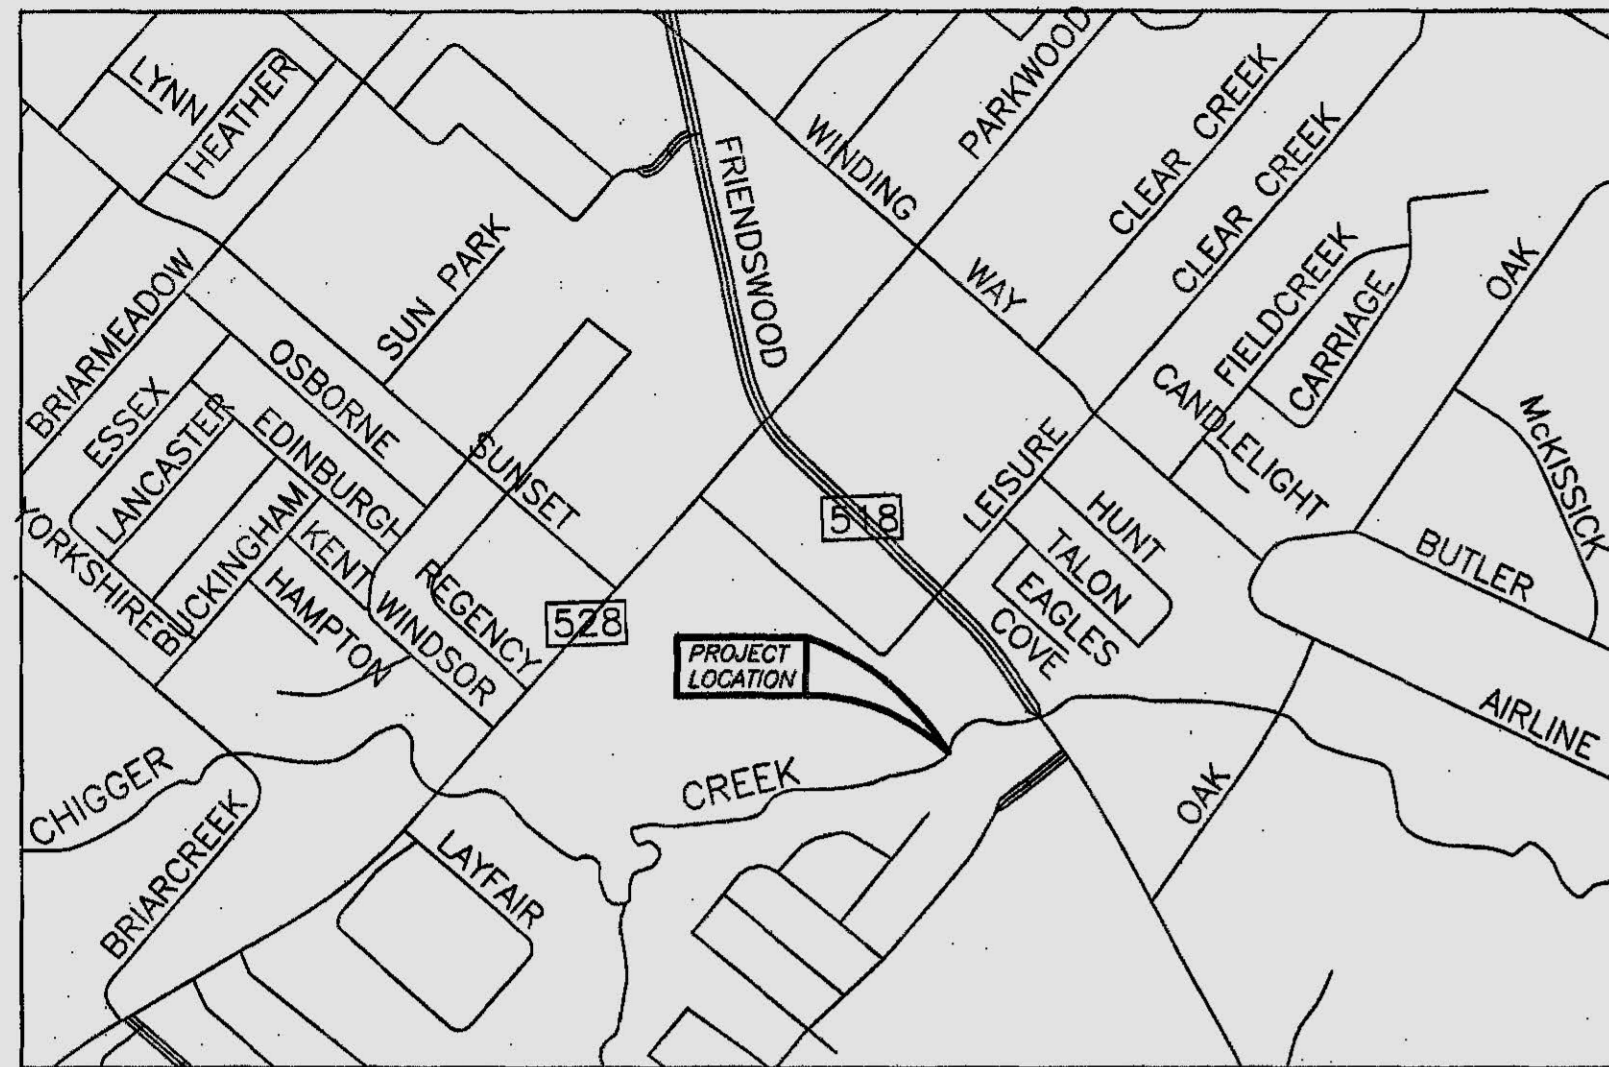 LYNN
HEATHER
PARKWOOD
CLEAR CREEK
CLEAR CREEK
WINDING
WAY
FRIENDSWOOD
SUN PARK
BRIARMEADOW
OSBORNE
ESSEX
LANCASTER
EDINBURGH
SUNSET
FIELDCREEK
CARRIAGE
OAK
CANDLELIGHT
McKISSICK
LEISURE
HUNT
TALON
EAGLES
COVE
BUTLER
AIRLINE
518
528
YORKSHIRE
BUCKINGHAM
KENT
HAMPTON
WINDSOR
REGENCY
PROJECT
LOCATION
CHIGGER
CREEK
OAK
BRIARCREEK
LAYFAIR